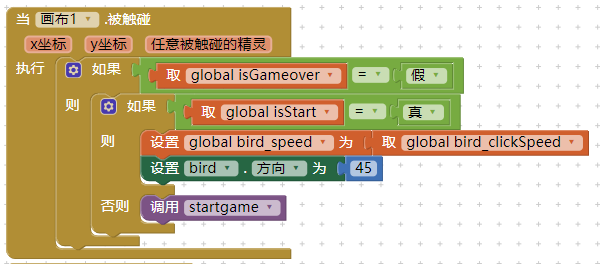 当 画布1 .被触碰
x坐标 y坐标 任意被触碰的精灵
执行 如果 取 global isGameover = 假
则 如果 取 global isStart = 真
则 设置 global bird_speed 为 取 global bird_clickSpeed
设置 bird . 方向 为 45
否则 调用 startgame